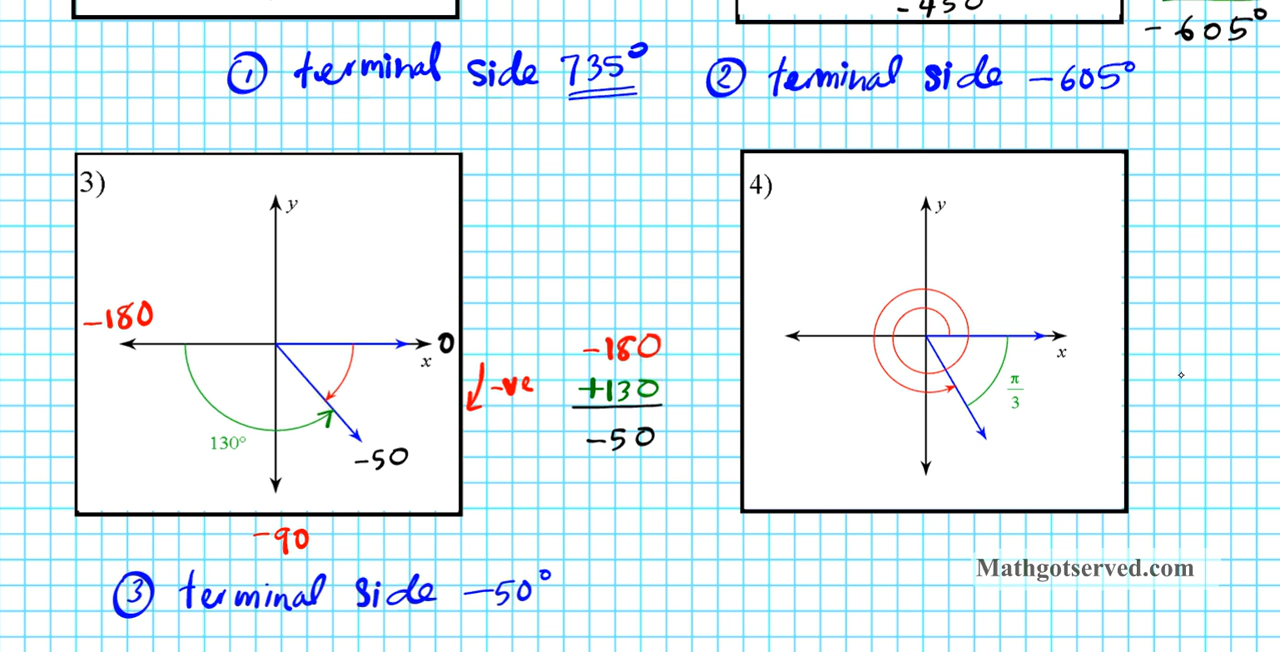 -450
-605°
① terminal side 735°
② terminal side -605°
3)
y
-180
0
x
-ve
130°
-50
-90
-180
+130
-50
③ terminal side -50°
4)
y
x
π
3
Mathgotserved.com